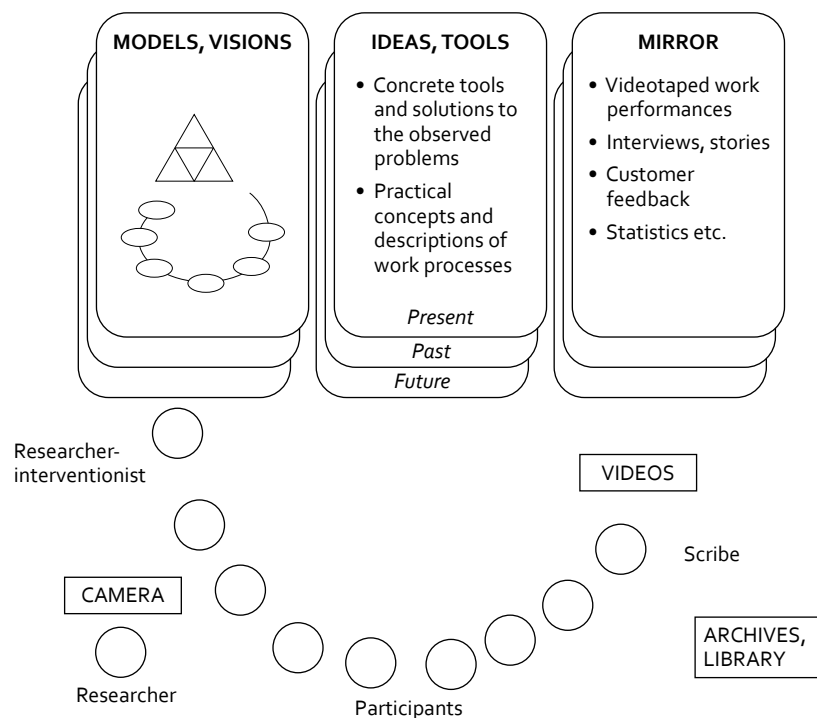 MODELS, VISIONS
IDEAS, TOOLS
• Concrete tools
and solutions to
the observed
problems
• Practical
concepts and
descriptions of
work processes
Present
Past
Future
MIRROR
• Videotaped work
performances
• Interviews, stories
• Customer
feedback
• Statistics etc.
Researcher-
interventionist
VIDEOS
Scribe
CAMERA
ARCHIVES,
LIBRARY
Researcher
Participants